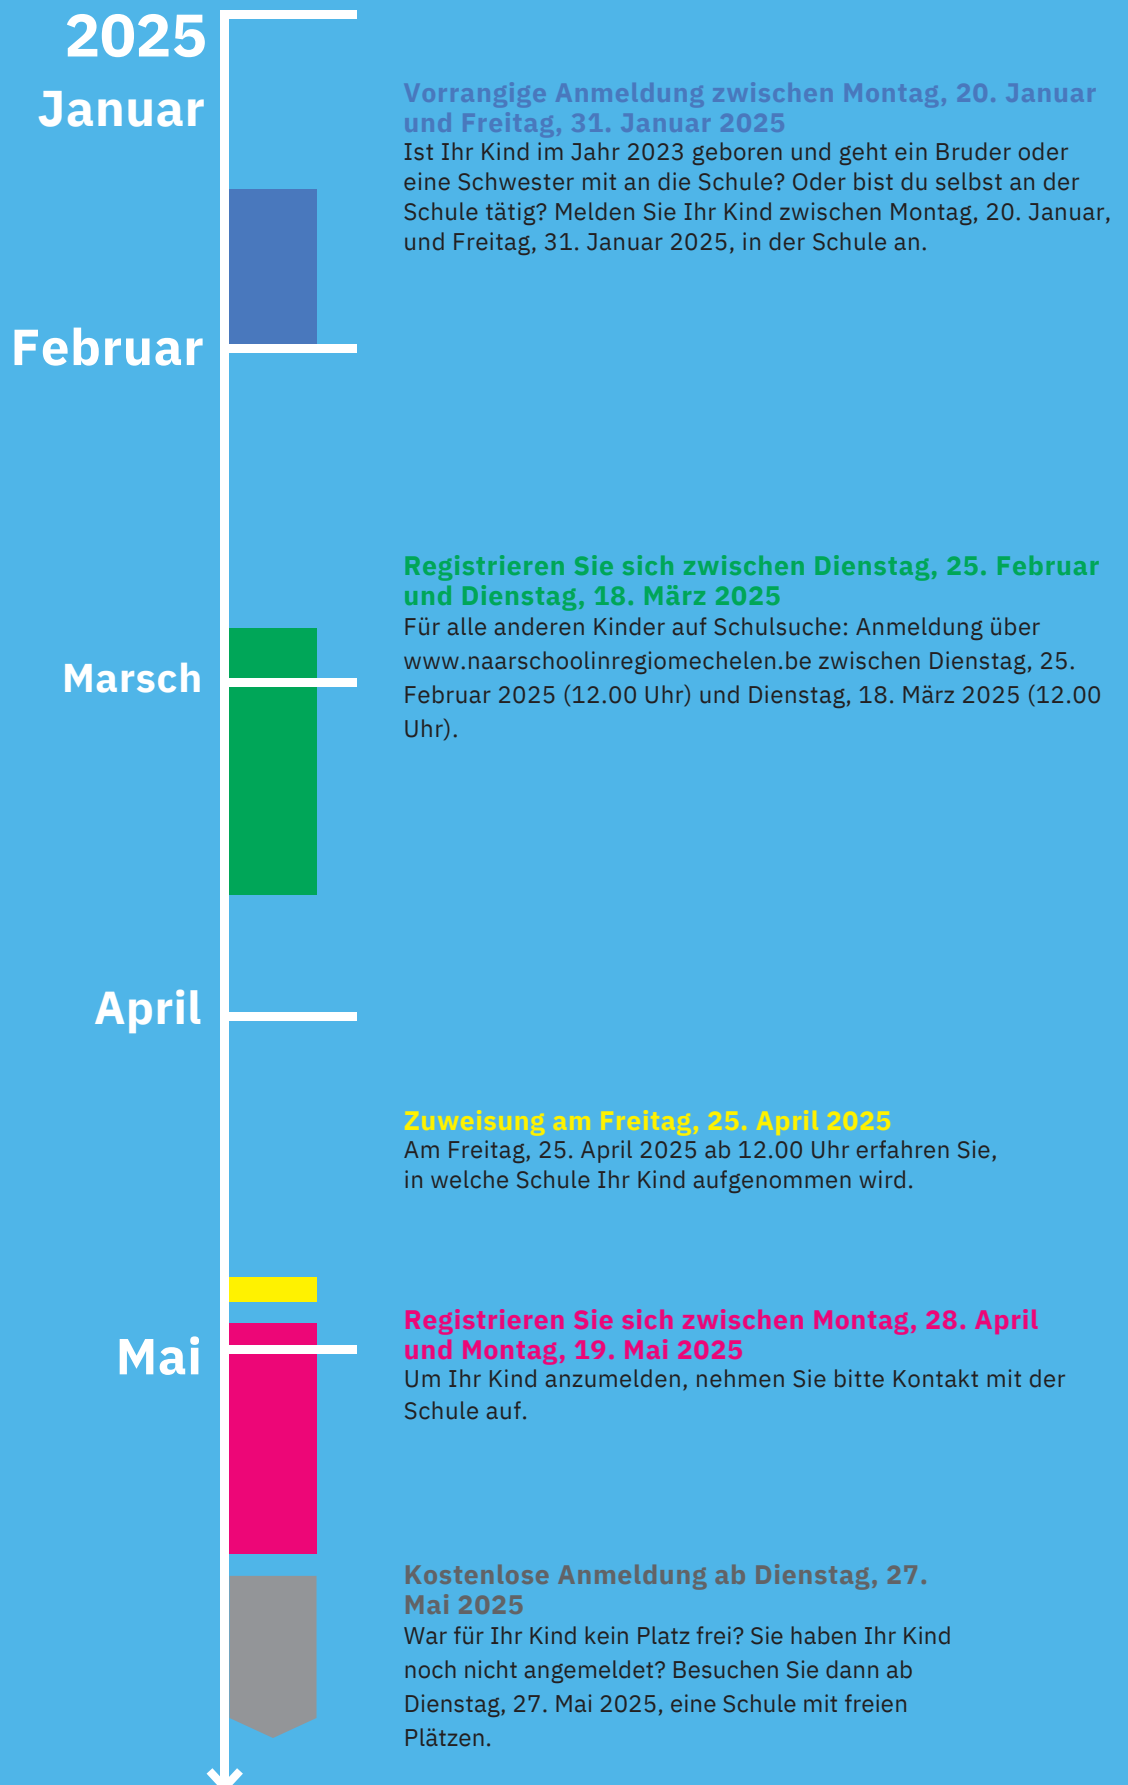 2025
Januar
Vorrangige Anmeldung zwischen Montag, 20. Januar
und Freitag, 31. Januar 2025
Ist Ihr Kind im Jahr 2023 geboren und geht ein Bruder oder
eine Schwester mit an die Schule? Oder bist du selbst an der
Schule tätig? Melden Sie Ihr Kind zwischen Montag, 20. Januar,
und Freitag, 31. Januar 2025, in der Schule an.
Februar
Registrieren Sie sich zwischen Dienstag, 25. Februar
und Dienstag, 18. März 2025
Für alle anderen Kinder auf Schulsuche: Anmeldung über
www.naarschoolinregiomechelen.be zwischen Dienstag, 25.
Februar 2025 (12.00 Uhr) und Dienstag, 18. März 2025 (12.00
Uhr).
Marsch
April
Zuweisung am Freitag, 25. April 2025
Am Freitag, 25. April 2025 ab 12.00 Uhr erfahren Sie,
in welche Schule Ihr Kind aufgenommen wird.
Mai
Registrieren Sie sich zwischen Montag, 28. April
und Montag, 19. Mai 2025
Um Ihr Kind anzumelden, nehmen Sie bitte Kontakt mit der
Schule auf.
Kostenlose Anmeldung ab Dienstag, 27.
Mai 2025
War für Ihr Kind kein Platz frei? Sie haben Ihr Kind
noch nicht angemeldet? Besuchen Sie dann ab
Dienstag, 27. Mai 2025, eine Schule mit freien
Plätzen.